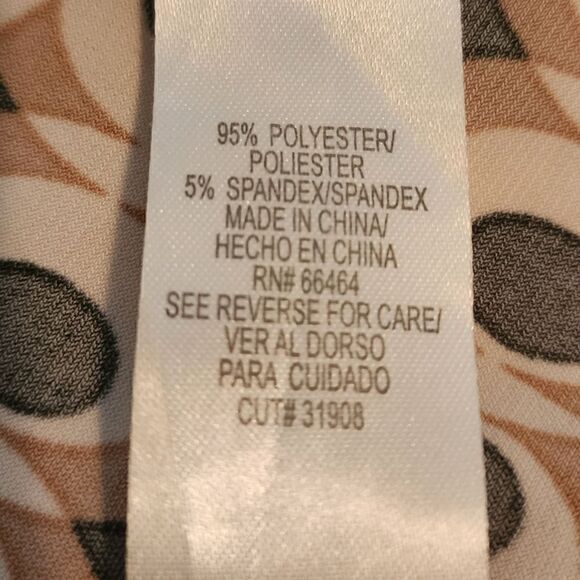 95% POLYESTER/
POLIESTER
5% SPANDEX/SPANDEX
MADE IN CHINA/
HECHO EN CHINA
RN# 66464
SEE REVERSE FOR CARE/
VER AL DORSO
PARA CUIDADO
CUT# 31908